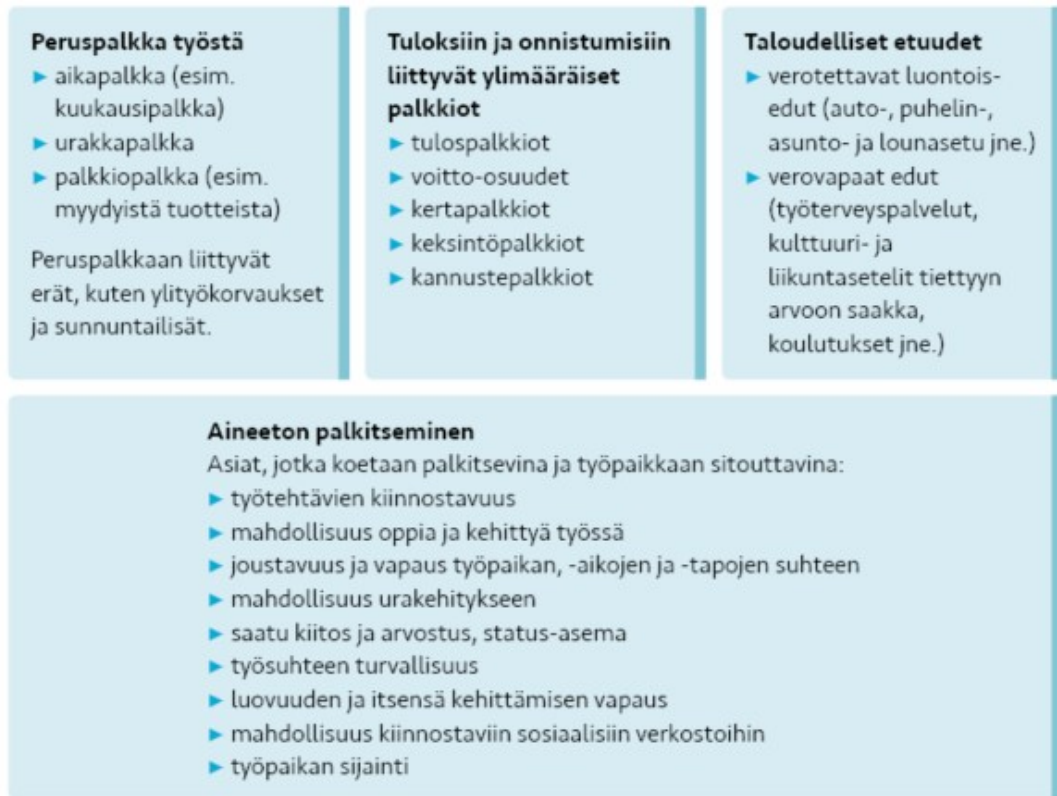 Peruspalkka työstä
► aikapalkka (esim.
kuukausipalkka)
► urakkapalkka
► palkkiopalkka (esim.
myydyistä tuotteista)
Peruspalkkaan liittyvät
erät, kuten ylityökorvaukset
ja sunnuntailisät.
Tuloksiin ja onnistumisiin
liittyvät ylimääräiset
palkkiot
► tulospalkkiot
► voitto-osuudet
► kertapalkkiot
► keksintöpalkkiot
► kannustepalkkiot
Taloudelliset etuudet
► verotettavat luontois-
edut (auto-, puhelin-,
asunto- ja lounasetu jne.)
► verovapaat edut
(työterveyspalvelut,
kulttuuri- ja
liikuntasetelit tiettyyn
arvoon saakka,
koulutukset jne.)
Aineeton palkitseminen
Asiat, jotka koetaan palkitsevina ja työpaikkaan sitouttavina:
► työtehtävien kiinnostavuus
► mahdollisuus oppia ja kehittyä työssä
► joustavuus ja vapaus työpaikan, -aikojen ja -tapojen suhteen
► mahdollisuus urakehitykseen
► saatu kiitos ja arvostus, status-asema
► työsuhteen turvallisuus
► luovuuden ja itsensä kehittämisen vapaus
► mahdollisuus kiinnostaviin sosiaalisiin verkostoihin
► työpaikan sijainti